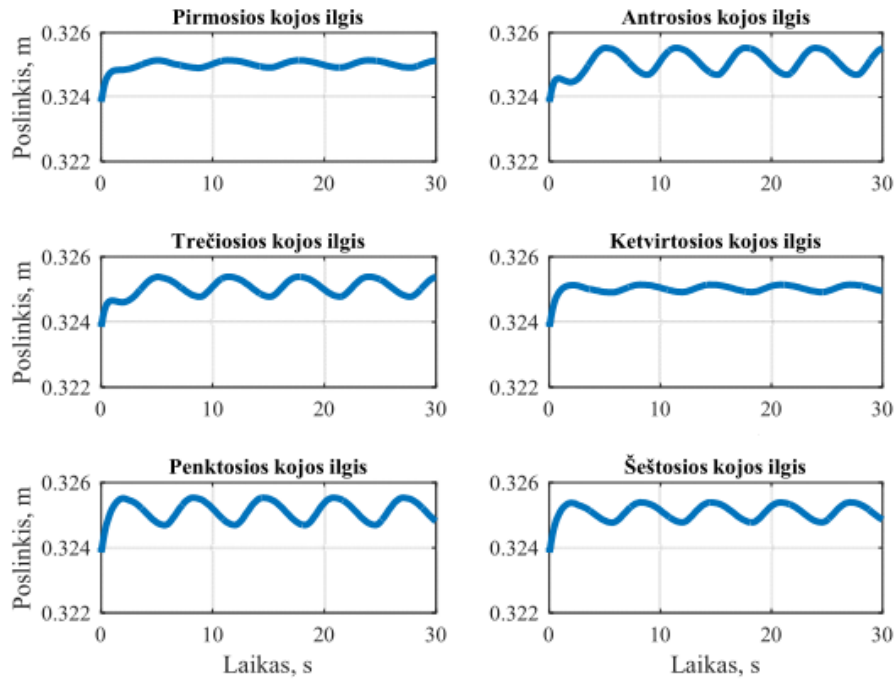 Pirmosios kojos ilgis
Poslinkis, m
0.326
0.324
0.322
0 10 20 30
Antrosios kojos ilgis
0.326
0.324
0.322
0 10 20 30
Trečiosios kojos ilgis
Poslinkis, m
0.326
0.324
0.322
0 10 20 30
Ketvirtosios kojos ilgis
0.326
0.324
0.322
0 10 20 30
Penktosios kojos ilgis
Poslinkis, m
0.326
0.324
0.322
0 10 20 30
Laikas, s
Šeštosios kojos ilgis
0.326
0.324
0.322
0 10 20 30
Laikas, s